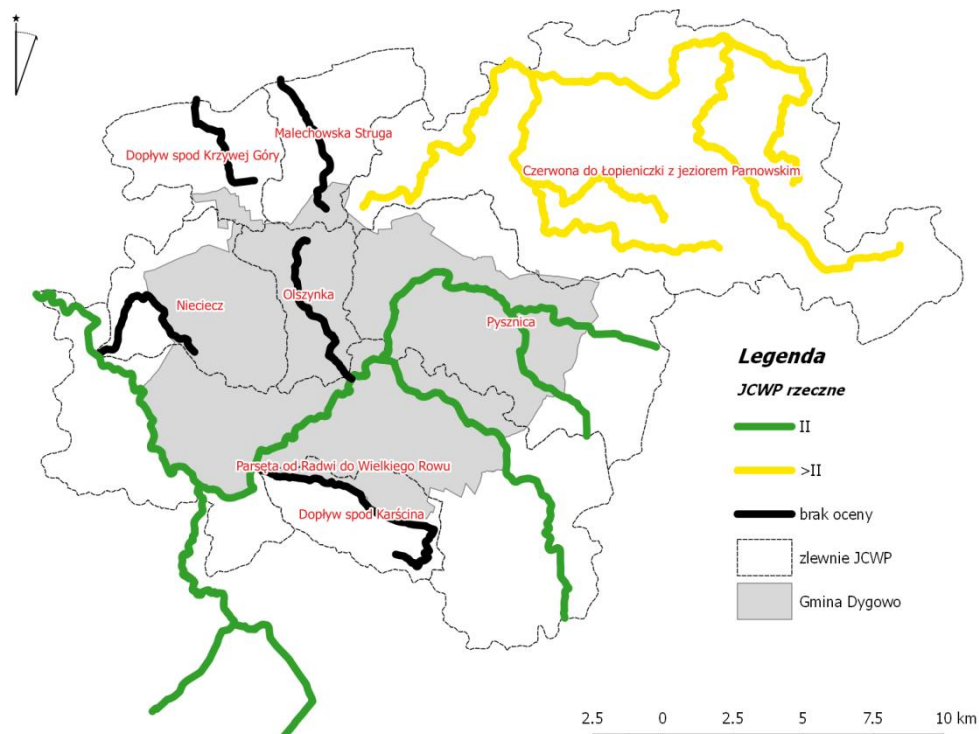 Malechowska Struga
Dopływ spod Krzywej Góry
Czerwona do Łopieniczki z jeziorem Parnowskim
Nieciecz
Olszynka
Pysznica
Parsęta od Radwi do Wielkiego Rowu
Dopływ spod Karścina
Legenda
JCWP rzeczne
II
>II
brak oceny
zlewnie JCWP
Gmina Dygowo
2.5 0 2.5 5 7.5 10 km